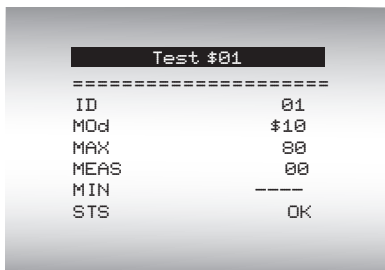 Test $01
=====================
ID 01
MOd $10
MAX 80
MEAS 00
MIN ----
STS OK